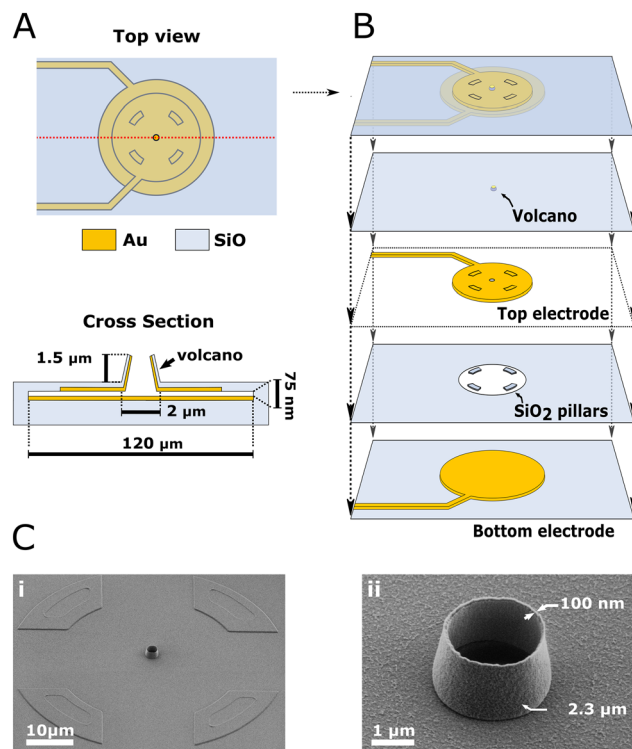 A
Top view
Au
SiO
Cross Section
1.5 µm
volcano
75 nm
2 µm
120 µm
B
Volcano
Top electrode
SiO₂ pillars
Bottom electrode
C
i
10µm
ii
100 nm
2.3 µm
1 µm